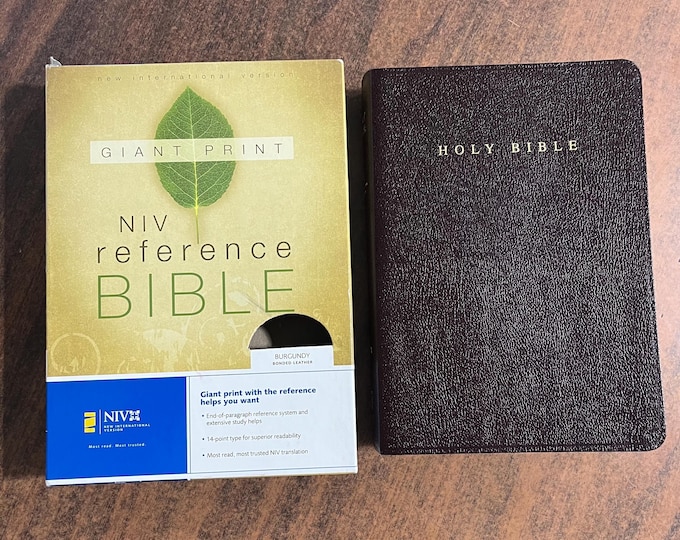 new international version
GIANT PRINT
NIV
reference
BIBLE
BURGUNDY
BONDED LEATHER
NIV
NEW INTERNATIONAL
VERSION
Most read. Most trusted.
Giant print with the reference
helps you want
• End-of-paragraph reference system and
extensive study helps
• 14-point type for superior readability
• Most read, most trusted NIV translation
HOLY BIBLE